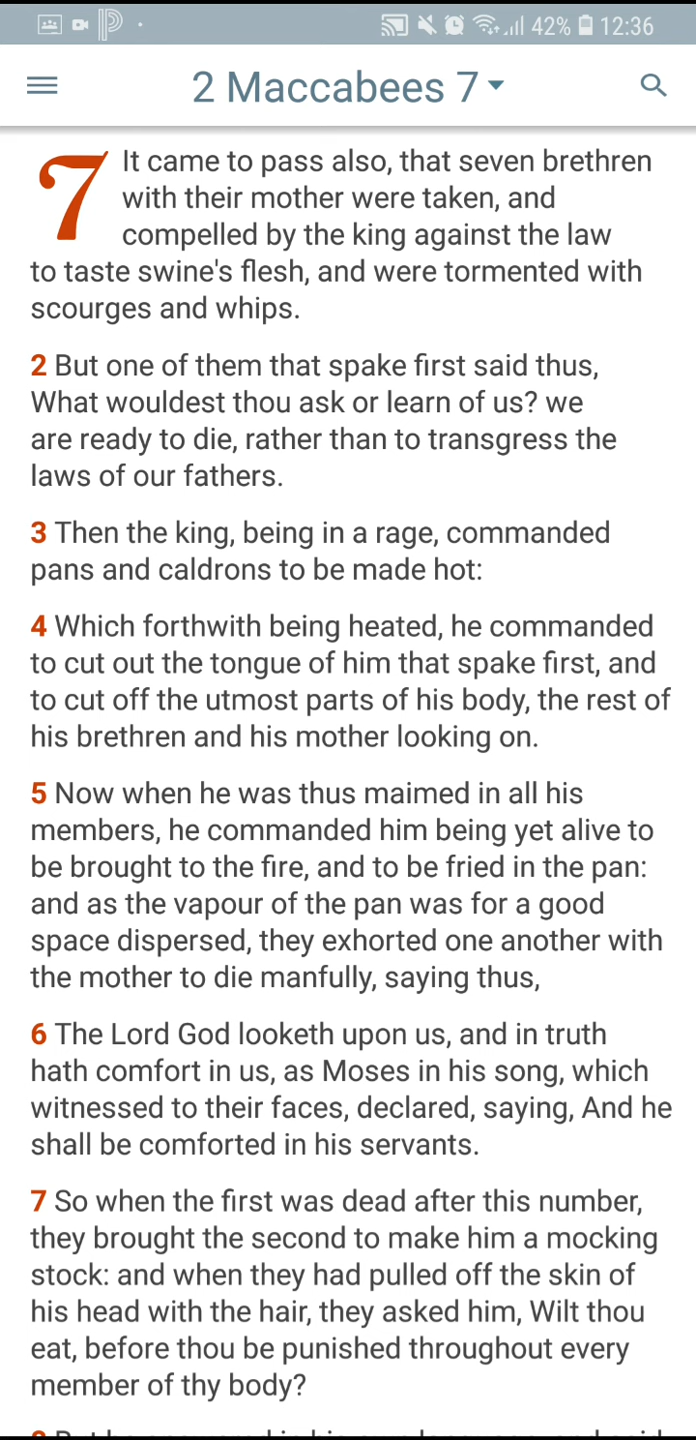 42% 12:36
2 Maccabees 7
7 It came to pass also, that seven brethren
with their mother were taken, and
compelled by the king against the law
to taste swine's flesh, and were tormented with
scourges and whips.
2 But one of them that spake first said thus,
What wouldest thou ask or learn of us? we
are ready to die, rather than to transgress the
laws of our fathers.
3 Then the king, being in a rage, commanded
pans and caldrons to be made hot:
4 Which forthwith being heated, he commanded
to cut out the tongue of him that spake first, and
to cut off the utmost parts of his body, the rest of
his brethren and his mother looking on.
5 Now when he was thus maimed in all his
members, he commanded him being yet alive to
be brought to the fire, and to be fried in the pan:
and as the vapour of the pan was for a good
space dispersed, they exhorted one another with
the mother to die manfully, saying thus,
6 The Lord God looketh upon us, and in truth
hath comfort in us, as Moses in his song, which
witnessed to their faces, declared, saying, And he
shall be comforted in his servants.
7 So when the first was dead after this number,
they brought the second to make him a mocking
stock: and when they had pulled off the skin of
his head with the hair, they asked him, Wilt thou
eat, before thou be punished throughout every
member of thy body?